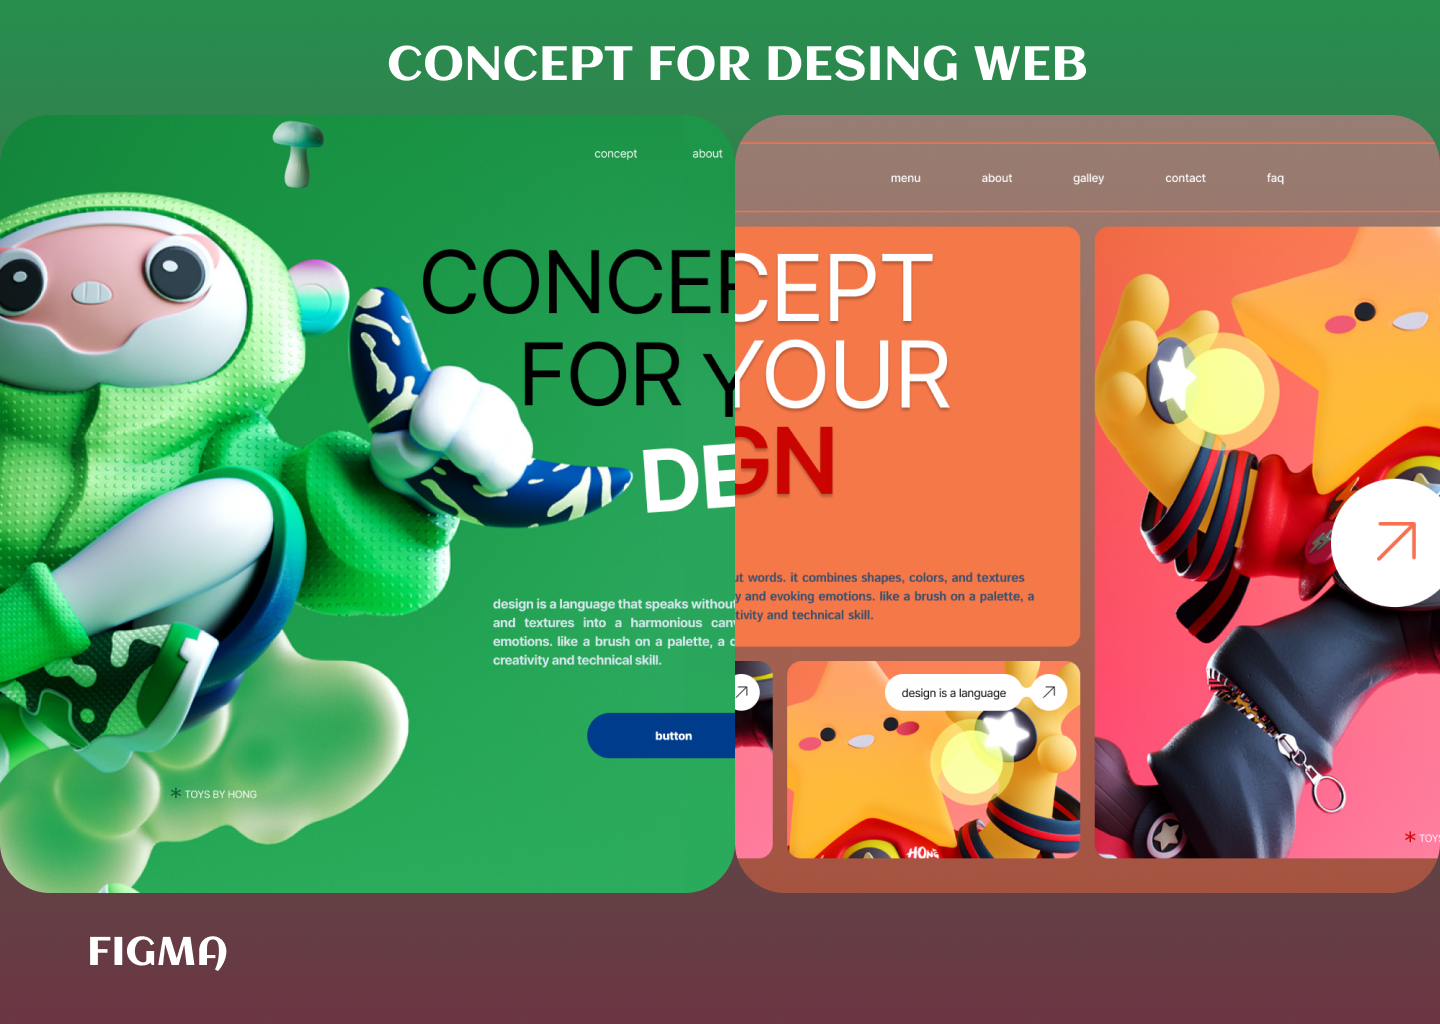 CONCEPT FOR DESING WEB
concept about
CONCEP
FOR Y
DE
design is a language that speaks without
and textures into a harmonious can
emotions. like a brush on a palette, a
creativity and technical skill.
button
TOYS BY HONG
menu about galley contact faq
CEPT
YOUR
GN
ut words. it combines shapes, colors, and textures
y and evoking emotions. like a brush on a palette, a
tivity and technical skill.
design is a language
HONG
TOYS
FIGMA